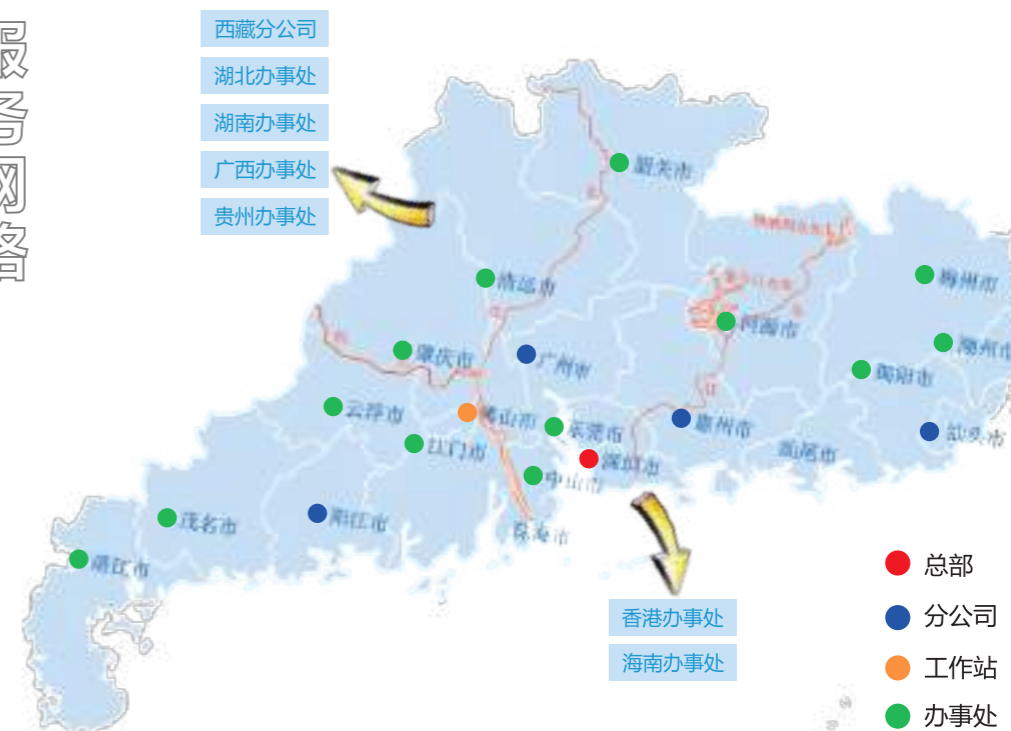 服务网络
西藏分公司
湖北办事处
湖南办事处
广西办事处
贵州办事处
韶关市
清远市
梅州市
河源市
潮州市
肇庆市
广州市
揭阳市
云浮市
佛山市
东莞市
惠州市
汕尾市
汕头市
江门市
深圳市
中山市
茂名市
阳江市
珠海市
湛江市
香港办事处
海南办事处
总部
分公司
工作站
办事处